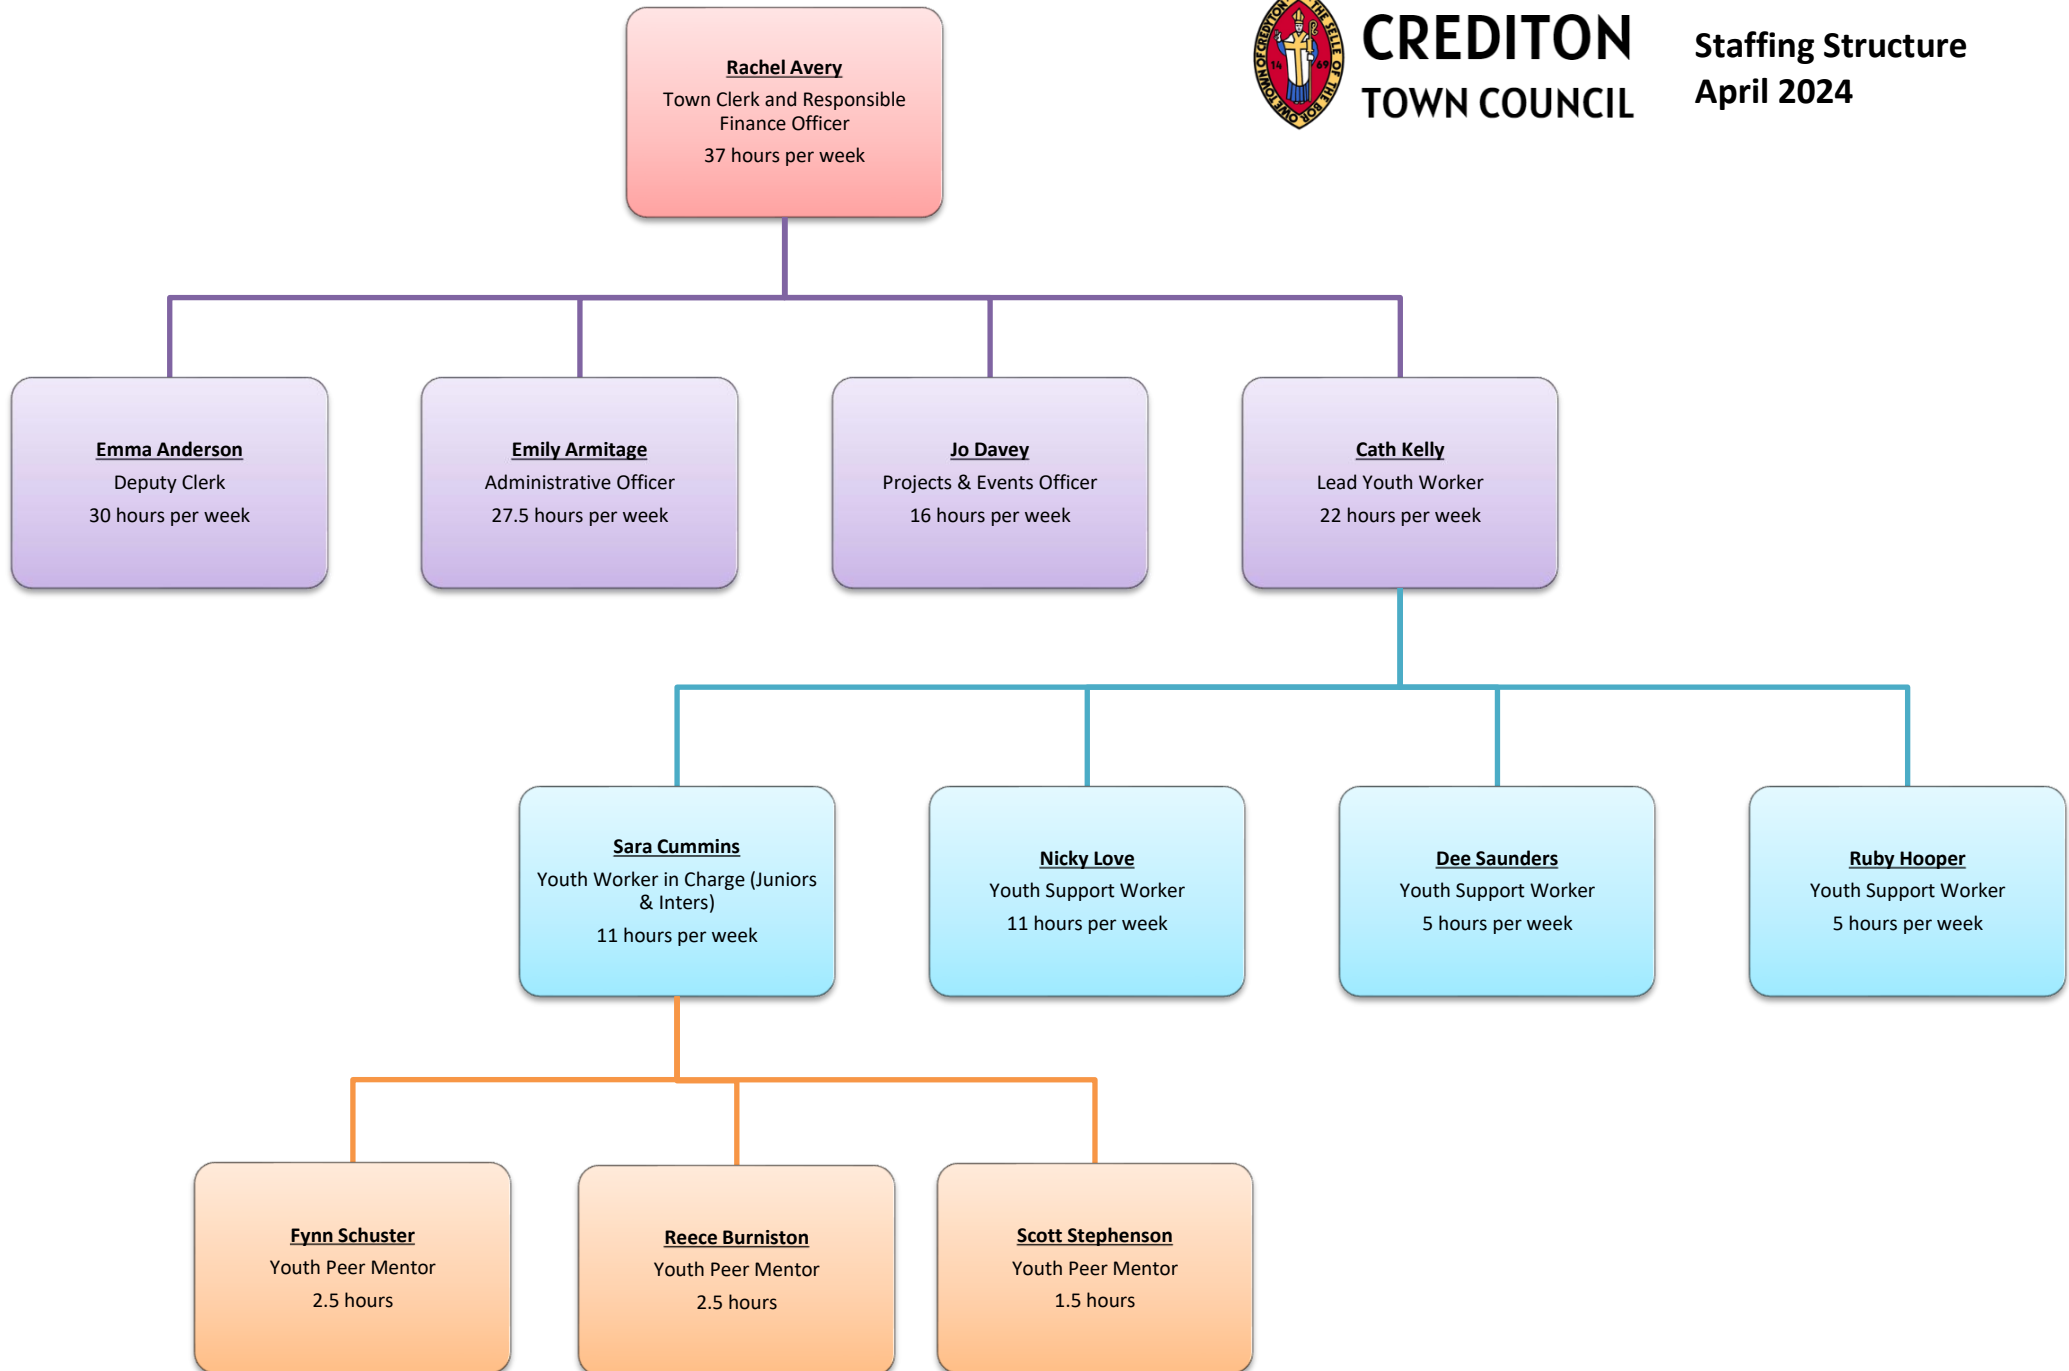 CREDITON
TOWN COUNCIL
14 69
Staffing Structure
April 2024
Rachel Avery
Town Clerk and Responsible
Finance Officer
37 hours per week
Emma Anderson
Deputy Clerk
30 hours per week
Emily Armitage
Administrative Officer
27.5 hours per week
Jo Davey
Projects & Events Officer
16 hours per week
Cath Kelly
Lead Youth Worker
22 hours per week
Sara Cummins
Youth Worker in Charge (Juniors
& Inters)
11 hours per week
Nicky Love
Youth Support Worker
11 hours per week
Dee Saunders
Youth Support Worker
5 hours per week
Ruby Hooper
Youth Support Worker
5 hours per week
Fynn Schuster
Youth Peer Mentor
2.5 hours
Reece Burniston
Youth Peer Mentor
2.5 hours
Scott Stephenson
Youth Peer Mentor
1.5 hours